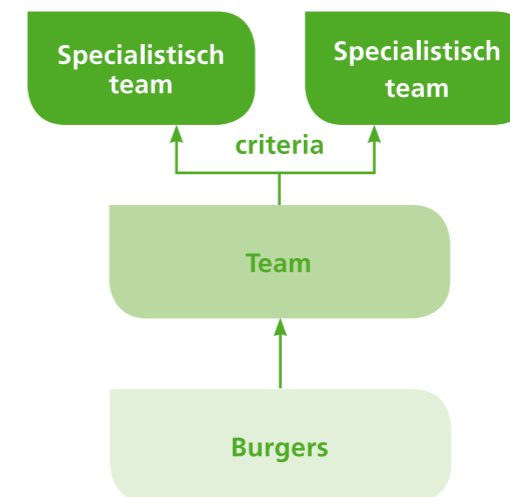 Specialistisch
team
Specialistisch
team
criteria
Team
Burgers